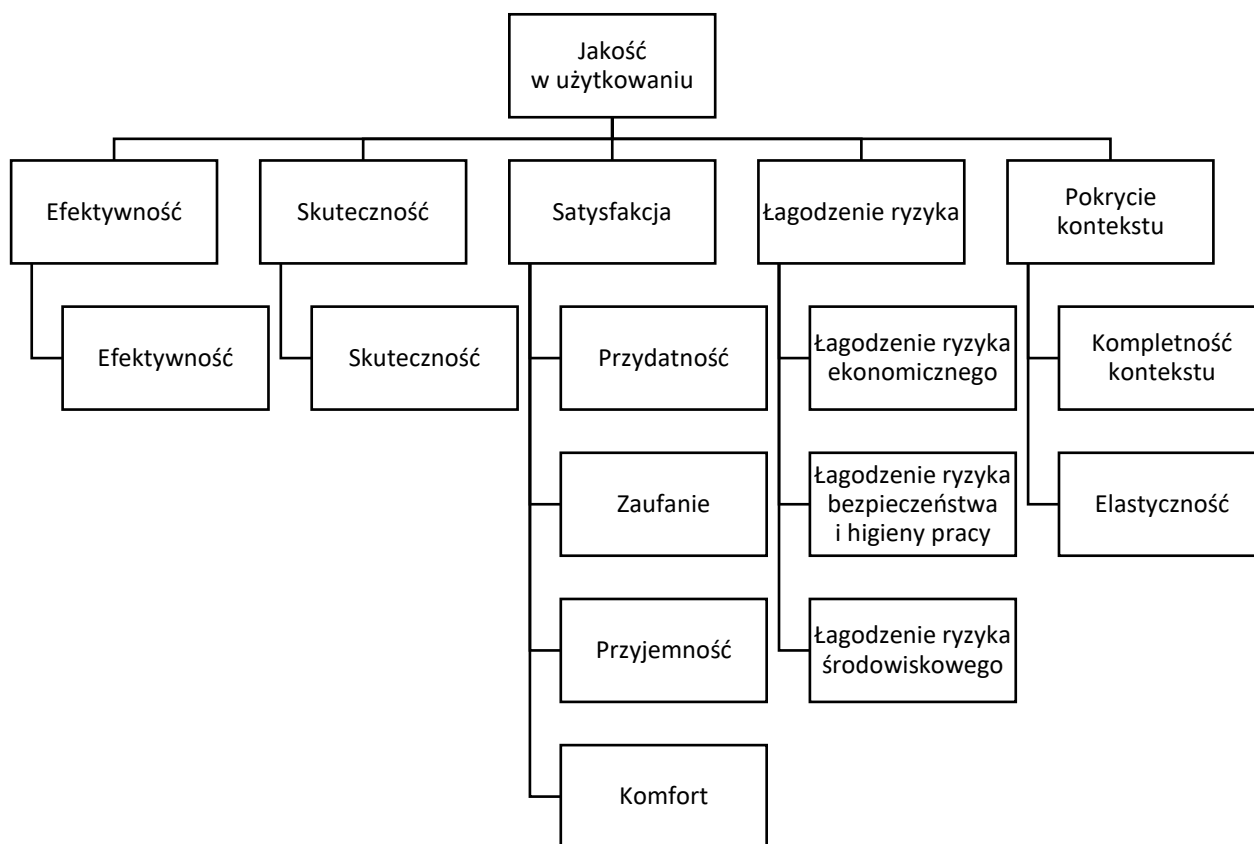 Jakość
w użytkowaniu
Efektywność
Skuteczność
Satysfakcja
Łagodzenie ryzyka
Pokrycie
kontekstu
Efektywność
Skuteczność
Przydatność
Łagodzenie ryzyka
ekonomicznego
Kompletność
kontekstu
Zaufanie
Łagodzenie ryzyka
bezpieczeństwa
i higieny pracy
Elastyczność
Przyjemność
Łagodzenie ryzyka
środowiskowego
Komfort